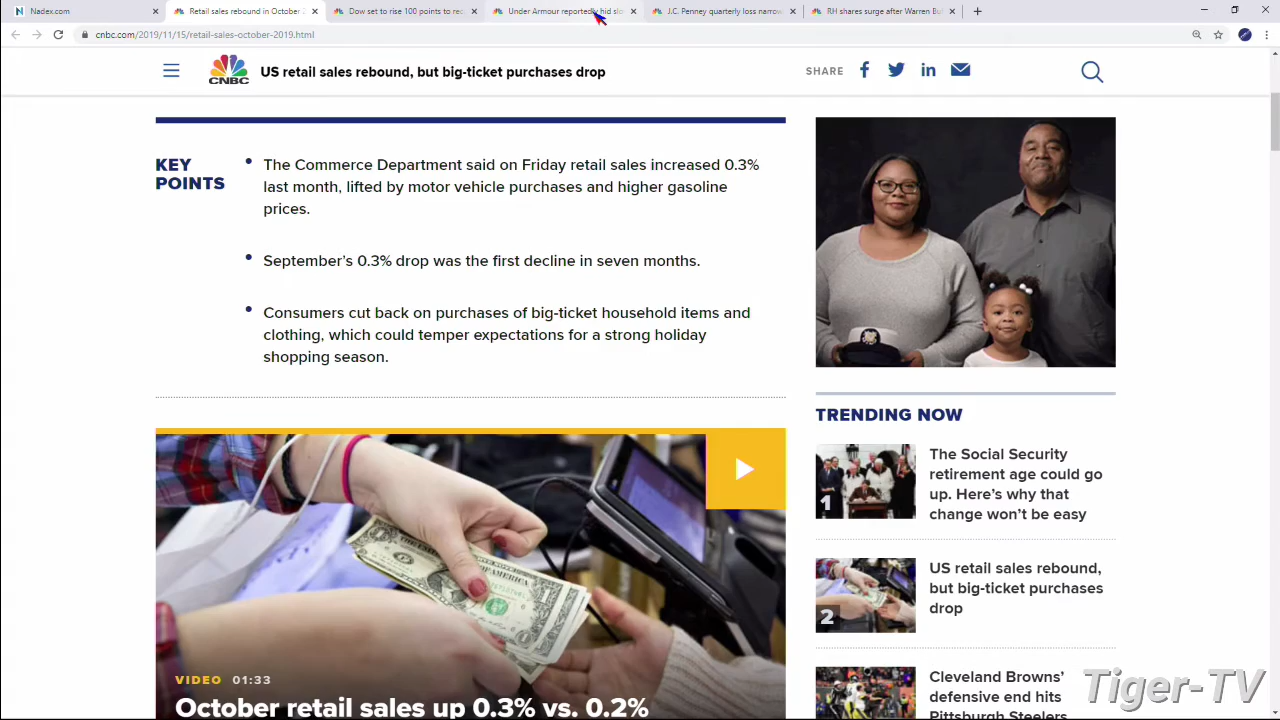 Nadex.com
Retail sales rebound in October 2
Dow set to rise 100 points to rec
Under Armour reportedly hid slo
J.C. Penney quarterly loss narrow
RH shares surge after Warren Bu
cnbc.com/2019/11/15/retail-sales-october-2019.html
CNBC
US retail sales rebound, but big-ticket purchases drop
SHARE
KEY
POINTS
The Commerce Department said on Friday retail sales increased 0.3%
last month, lifted by motor vehicle purchases and higher gasoline
prices.
September’s 0.3% drop was the first decline in seven months.
Consumers cut back on purchases of big-ticket household items and
clothing, which could temper expectations for a strong holiday
shopping season.
VIDEO 01:33
October retail sales up 0.3% vs. 0.2%
TRENDING NOW
1
The Social Security
retirement age could go
up. Here’s why that
change won’t be easy
2
US retail sales rebound,
but big-ticket purchases
drop
Cleveland Browns’
defensive end hits
Pittsburgh Steelers
Tiger-TV